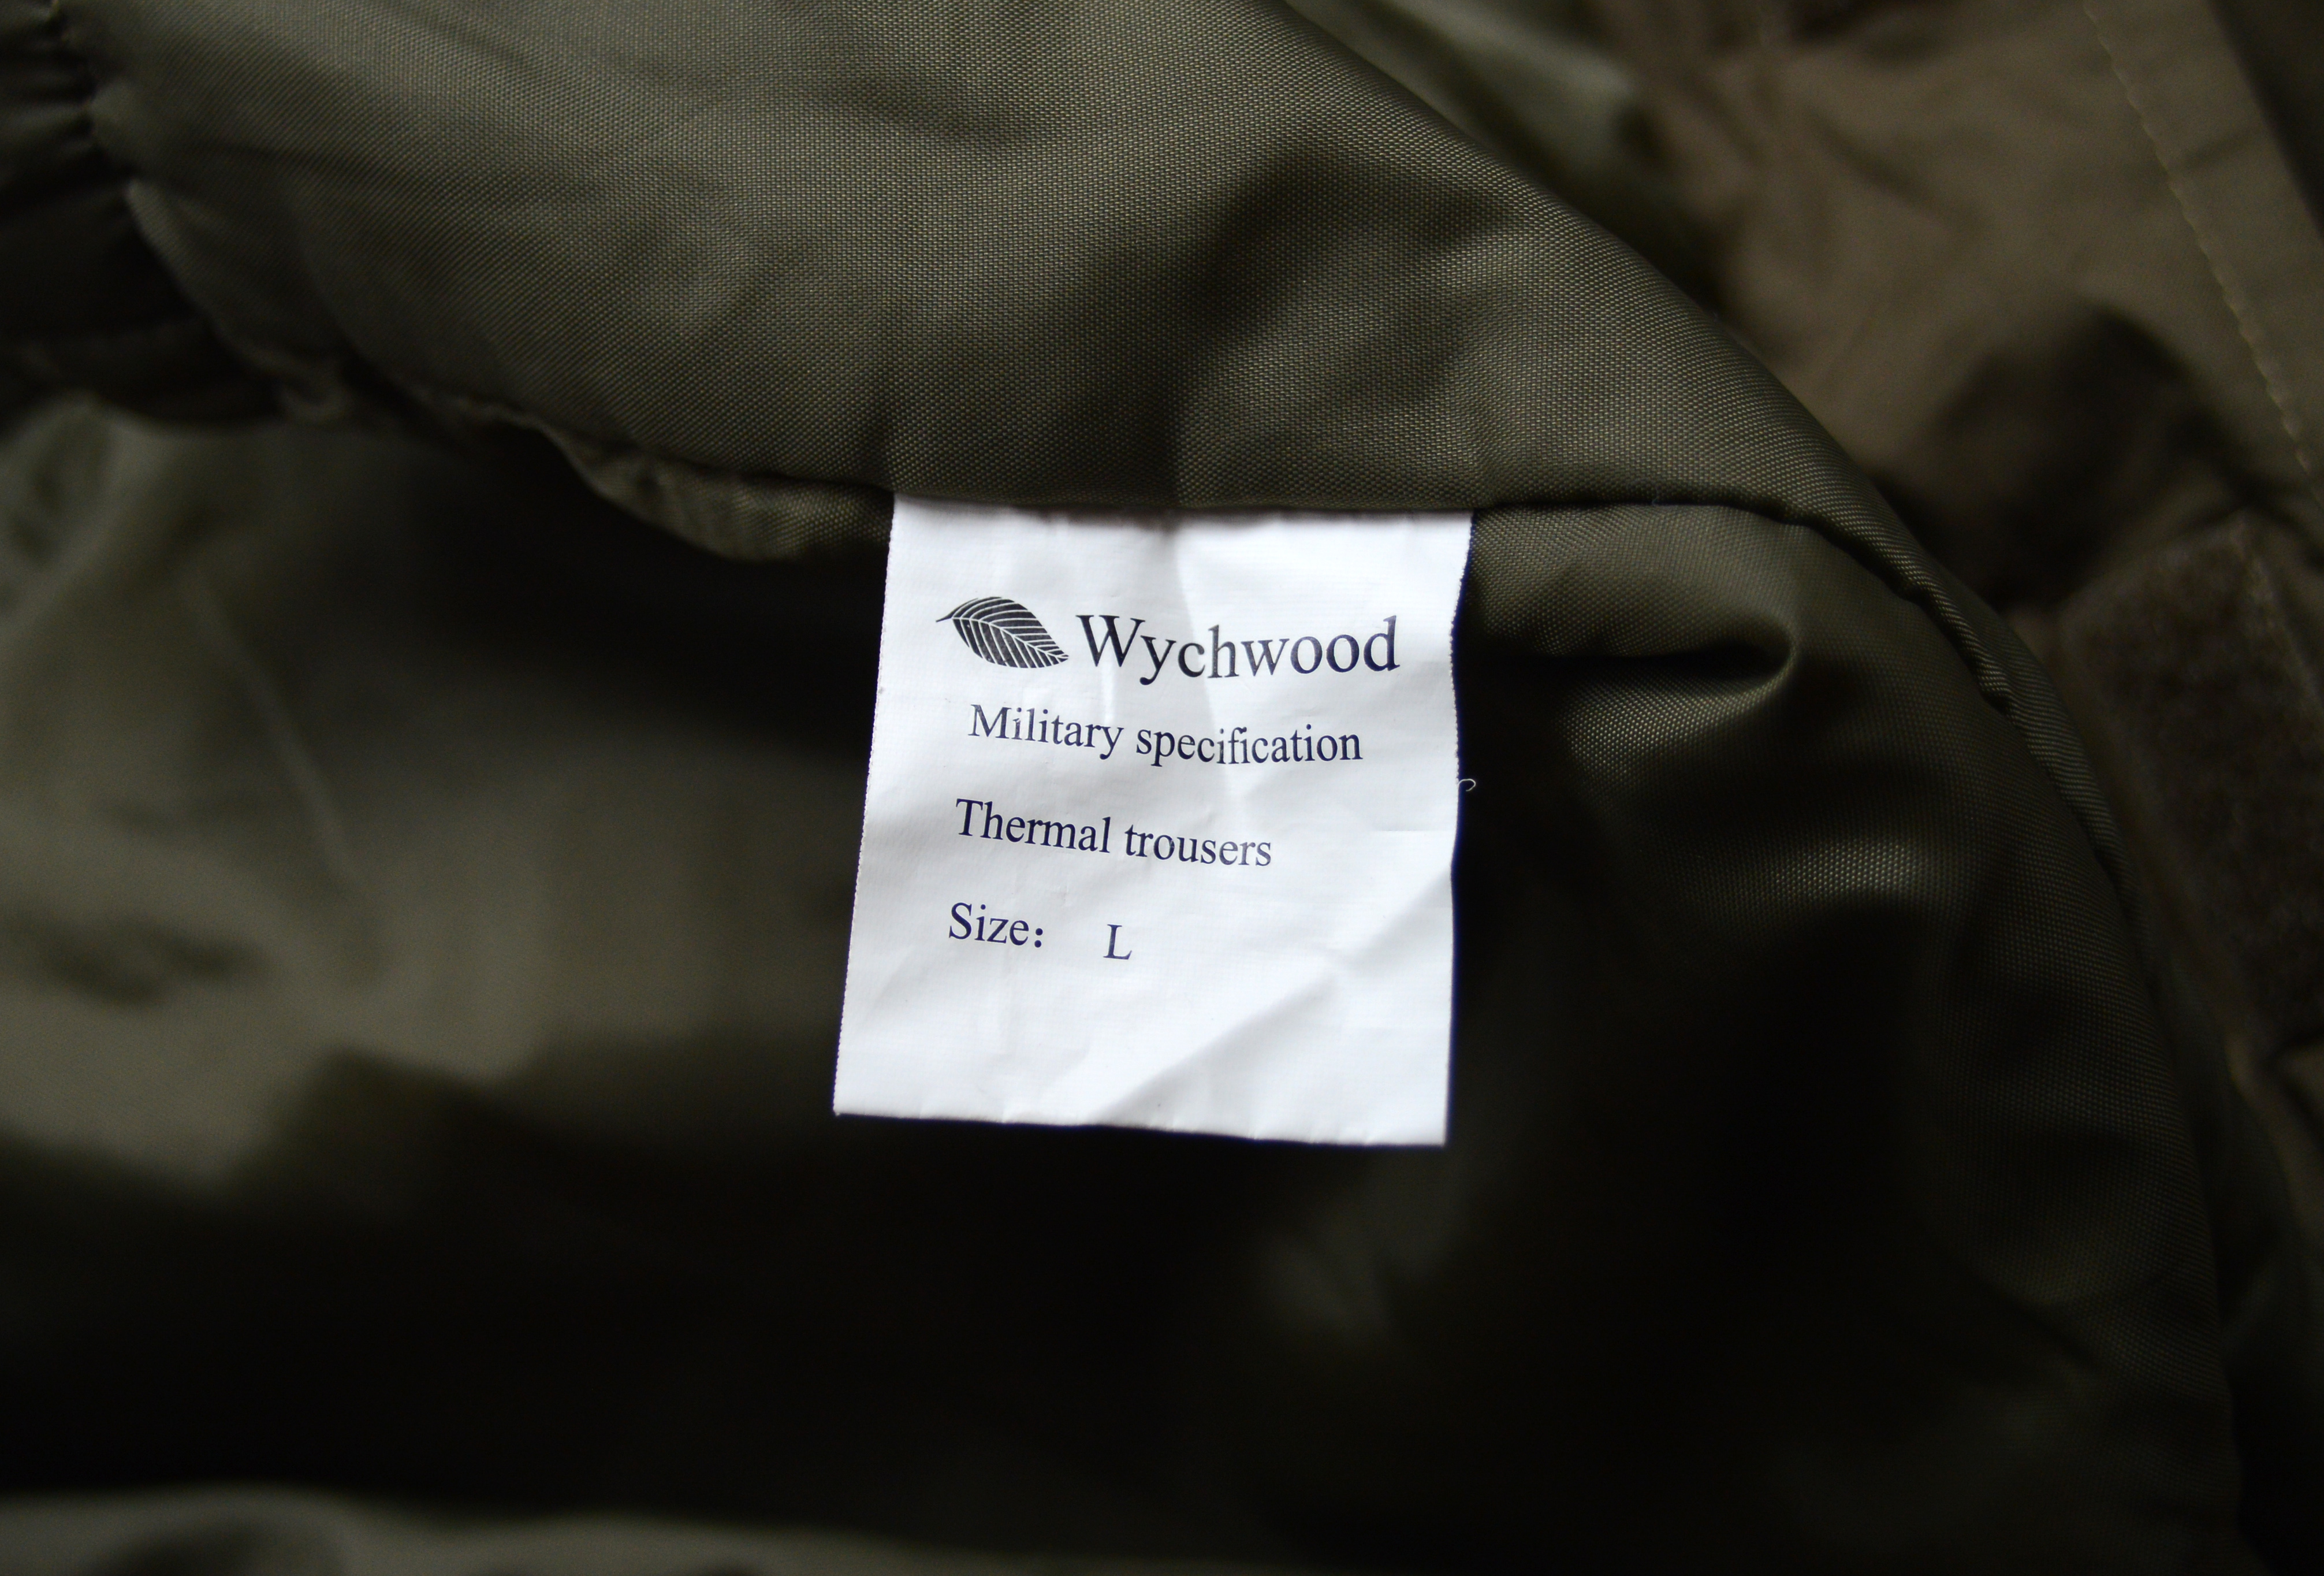 Wychwood
Military specification
Thermal trousers
Size: L